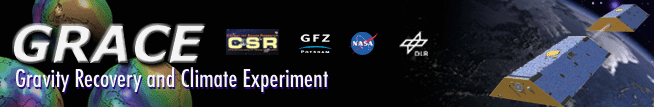 GRACE
CSR
GFZ
POTSDAM
NASA
DLR
Gravity Recovery and Climate Experiment